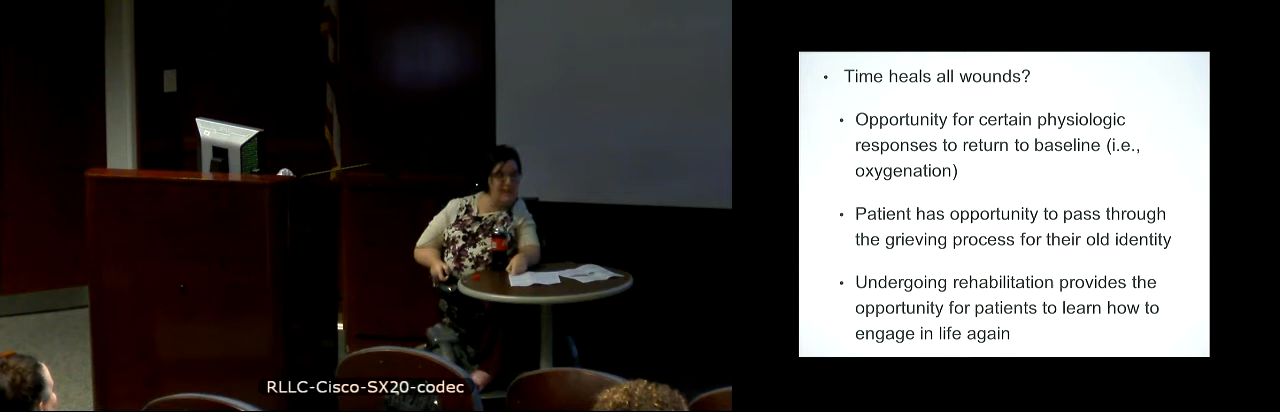 • Time heals all wounds?
• Opportunity for certain physiologic
responses to return to baseline (i.e.,
oxygenation)
• Patient has opportunity to pass through
the grieving process for their old identity
• Undergoing rehabilitation provides the
opportunity for patients to learn how to
engage in life again
RLLC-Cisco-SX20-codec